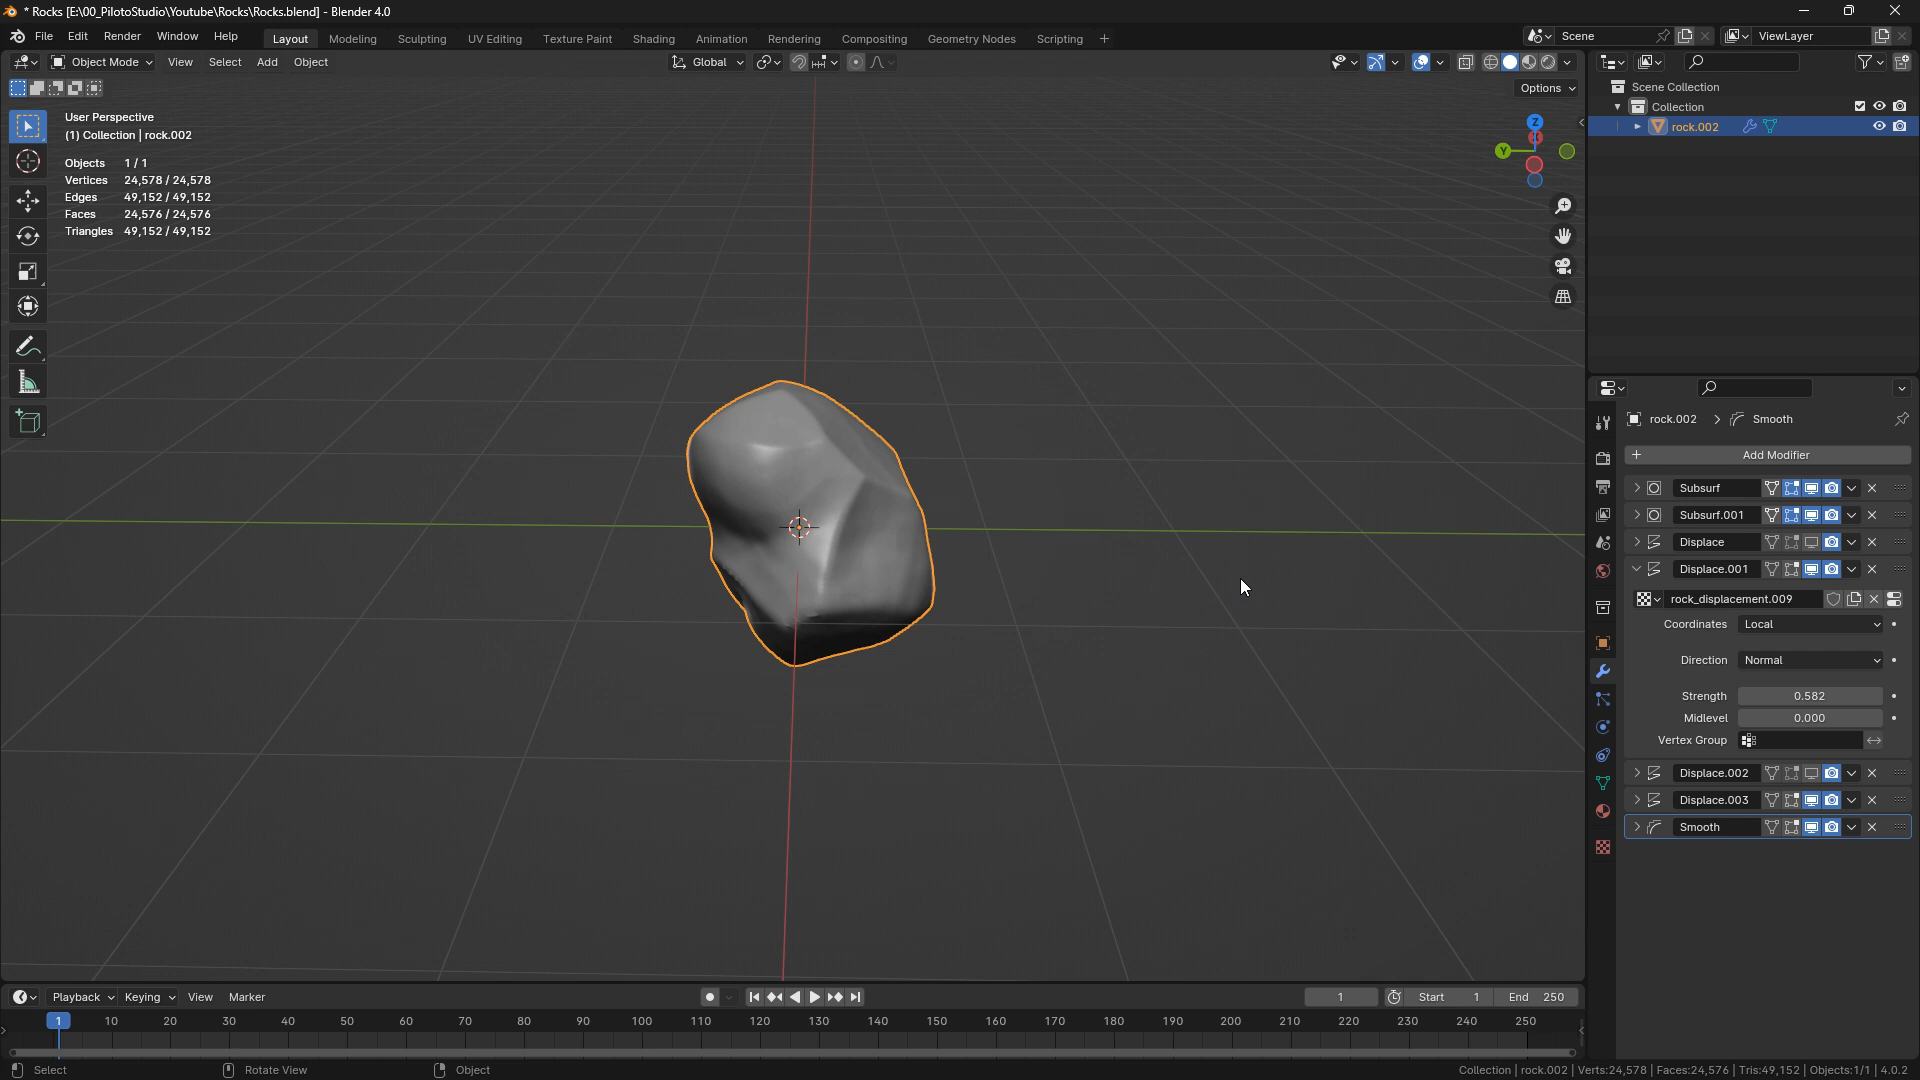 * Rocks [E:\00_PilotoStudio\Youtube\Rocks\Rocks.blend] - Blender 4.0
File Edit Render Window Help Layout Modeling Sculpting UV Editing Texture Paint Shading Animation Rendering Compositing Geometry Nodes Scripting + Scene ViewLayer
Object Mode View Select Add Object Global
Options
User Perspective
(1) Collection | rock.002
Objects 1 / 1
Vertices 24,578 / 24,578
Edges 49,152 / 49,152
Faces 24,576 / 24,576
Triangles 49,152 / 49,152
Z
Y
Scene Collection
Collection
rock.002
rock.002 > Smooth
+ Add Modifier
Subsurf
Subsurf.001
Displace
Displace.001
rock_displacement.009
Coordinates Local
Direction Normal
Strength 0.582
Midlevel 0.000
Vertex Group
Displace.002
Displace.003
Smooth
Playback Keying View Marker 1 Start 1 End 250
1 10 20 30 40 50 60 70 80 90 100 110 120 130 140 150 160 170 180 190 200 210 220 230 240 250
Select Rotate View Object Collection | rock.002 | Verts:24,578 | Faces:24,576 | Tris:49,152 | Objects:1/1 | 4.0.2